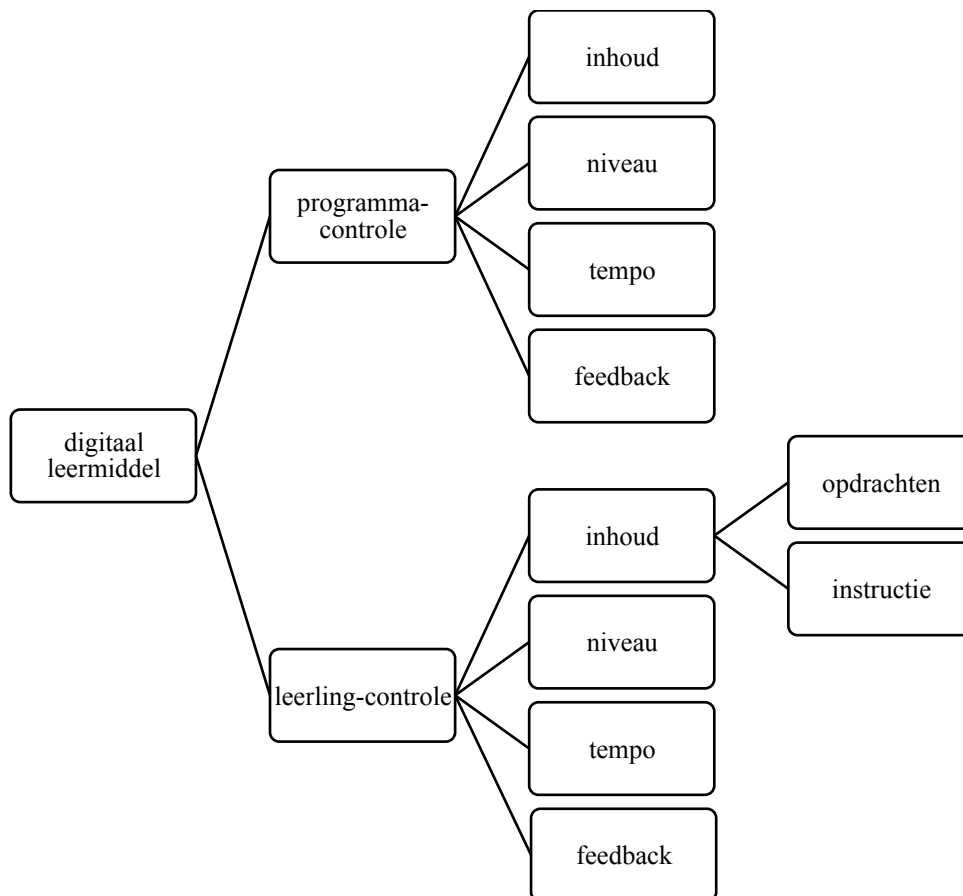 inhoud
niveau
programma-
controle
tempo
feedback
digitaal
leermiddel
opdrachten
inhoud
instructie
niveau
leerling-controle
tempo
feedback